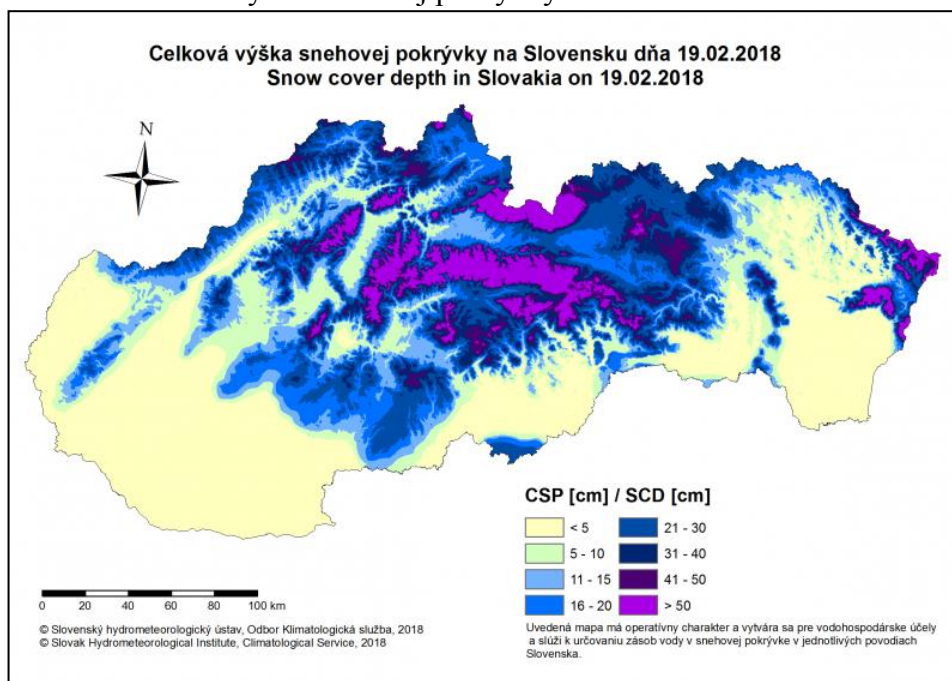 Celková výška snehovej pokrývky na Slovensku dňa 19.02.2018
Snow cover depth in Slovakia on 19.02.2018
N
CSP [cm] / SCD [cm]
< 5
21 - 30
5 - 10
31 - 40
11 - 15
41 - 50
16 - 20
> 50
0 20 40 60 80 100 km
© Slovenský hydrometeorologický ústav, Odbor Klimatologická služba, 2018
© Slovak Hydrometeorological Institute, Climatological Service, 2018
Uvedená mapa má operatívny charakter a vytvára sa pre vodohospodárske účely
a slúži k určovaniu zásob vody v snehovej pokrývke v jednotlivých povodiach
Slovenska.